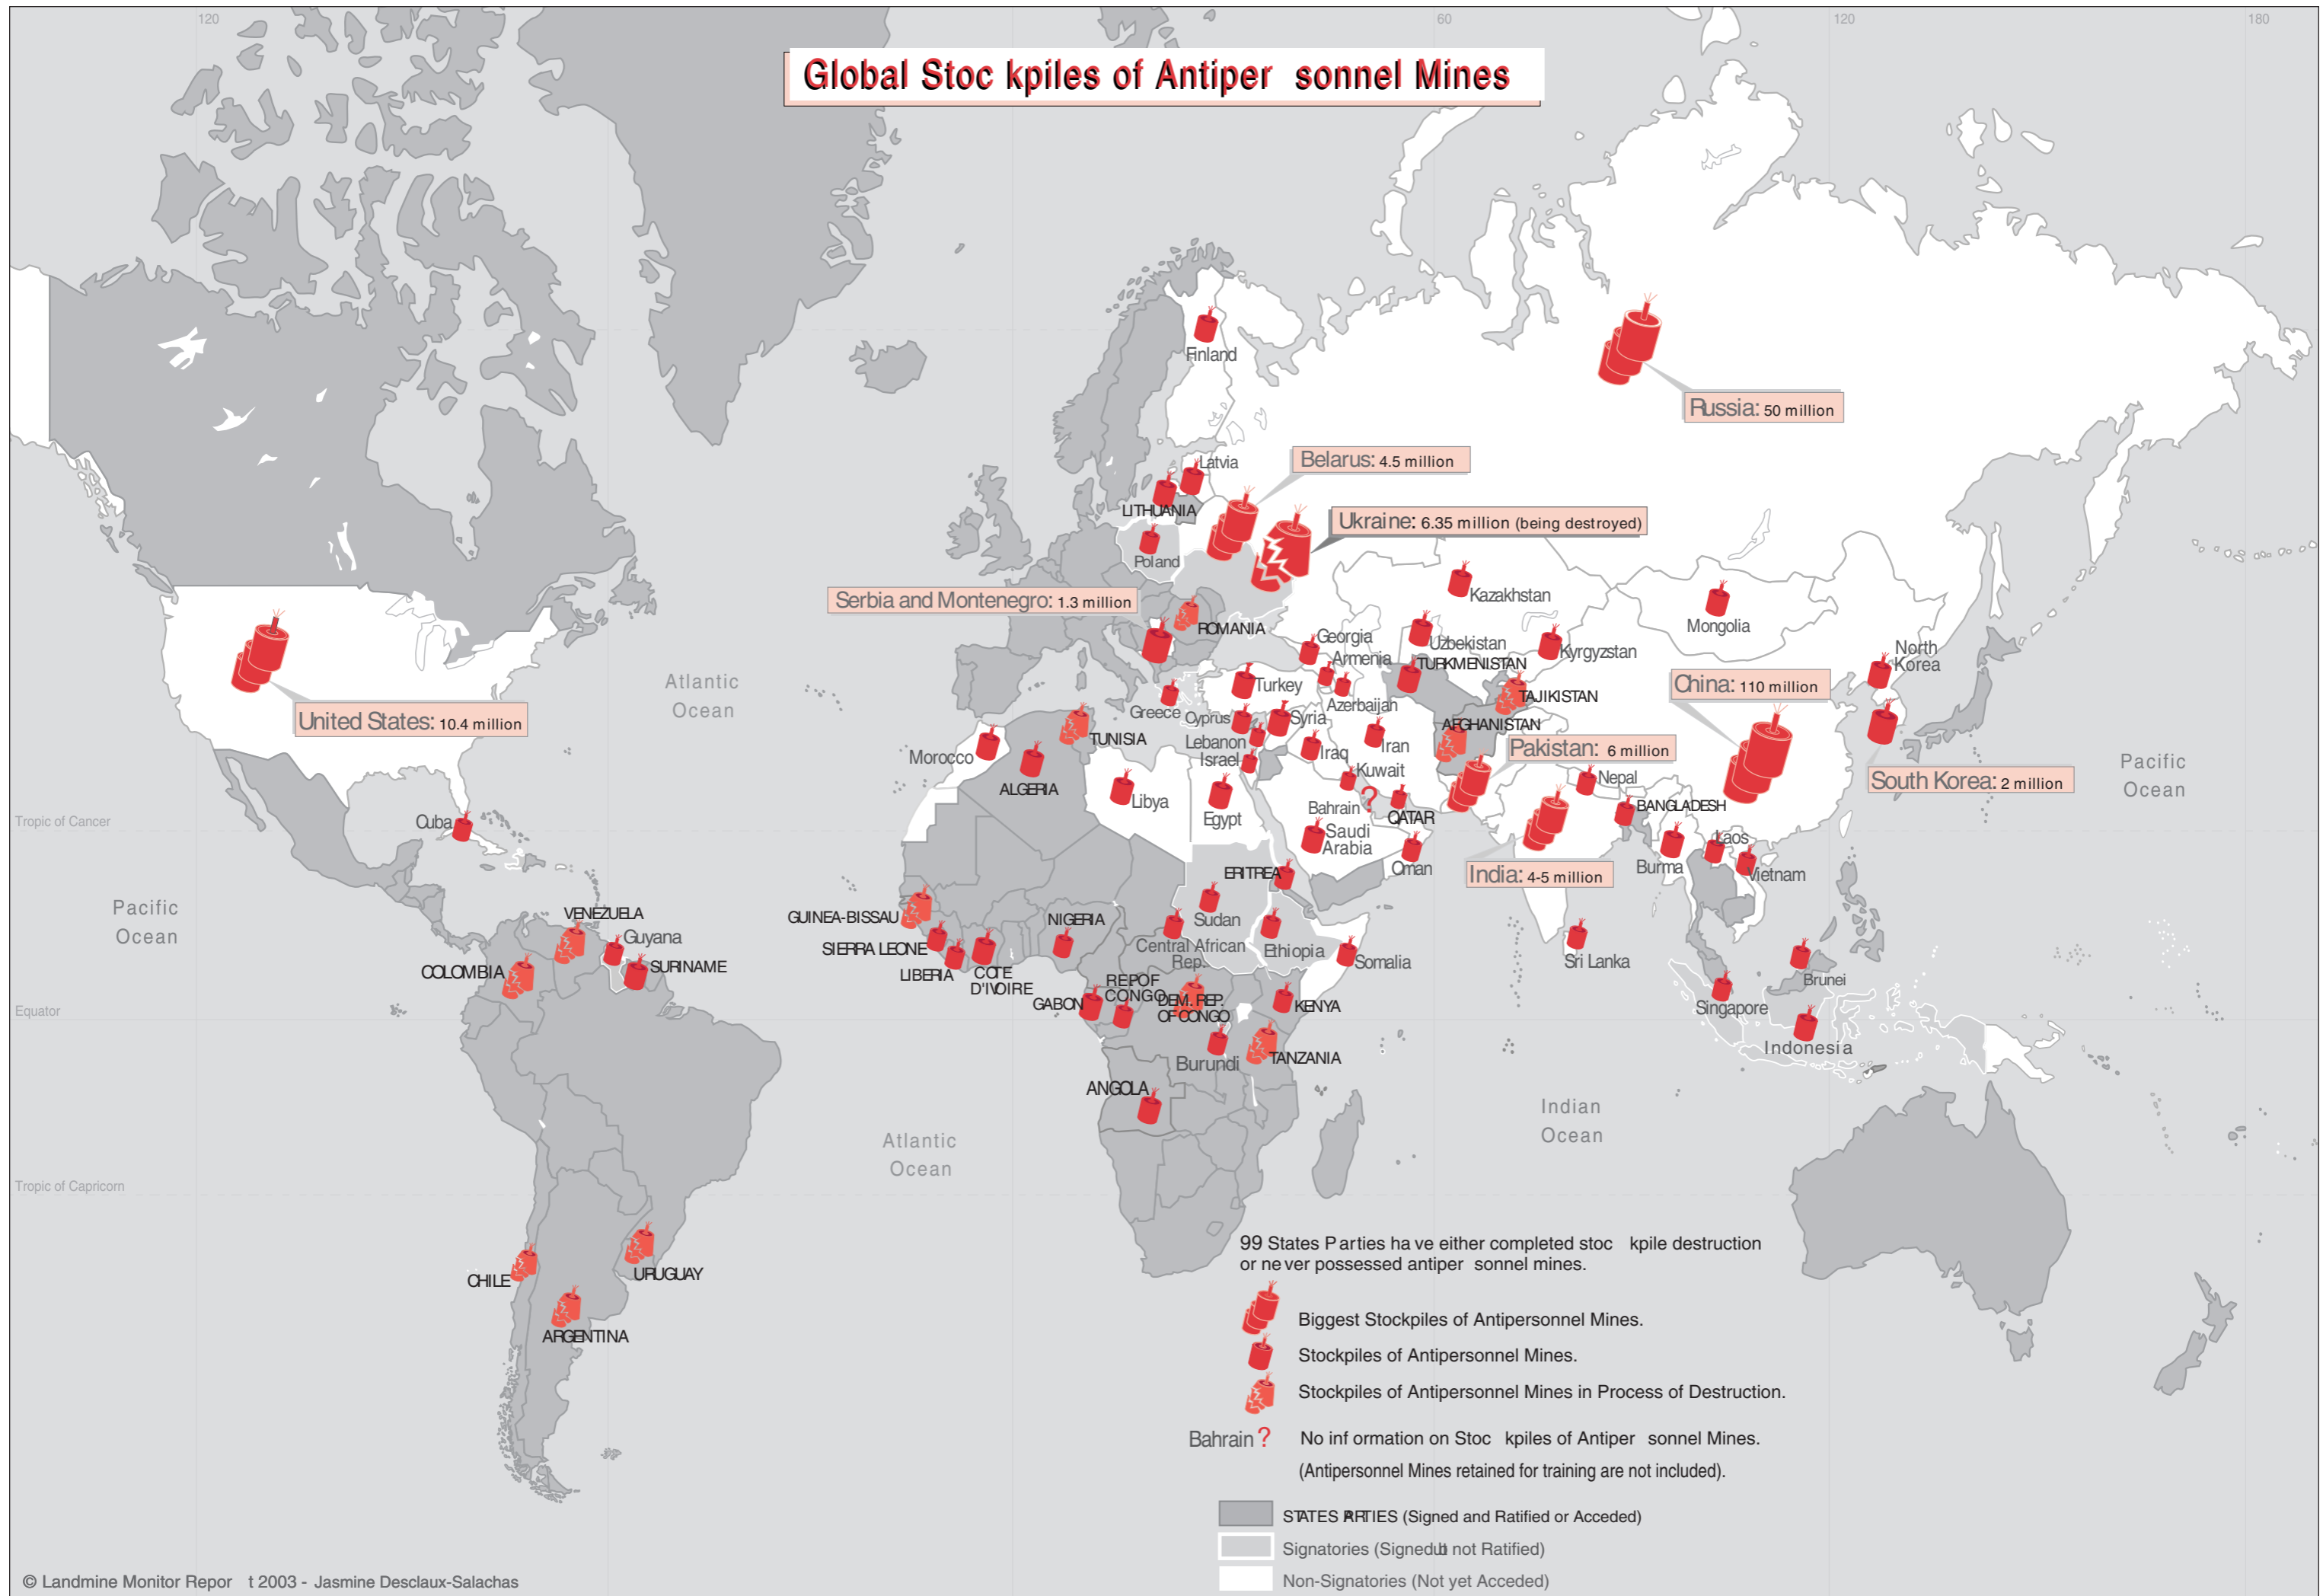 120
60
120
180
Global Stoc kpiles of Antiper sonnel Mines
Finland
Russia: 50 million
Latvia
Belarus: 4.5 million
LITHUANIA
Ukraine: 6.35 million (being destroyed)
Poland
Serbia and Montenegro: 1.3 million
Kazakhstan
Mongolia
ROMANIA
Georgia
Uzbekistan
Armenia
Kyrgyzstan
TURKMENISTAN
North
Korea
Turkey
China: 110 million
TAJIKISTAN
Azerbaijan
Atlantic
Ocean
United States: 10.4 million
Greece
Cyprus
Syria
AFGHANISTAN
TUNISIA
Lebanon
Iraq
Iran
Pakistan: 6 million
Morocco
Israel
Kuwait
Nepal
South Korea: 2 million
Pacific
Ocean
ALGERIA
Libya
Egypt
Bahrain ?
QATAR
BANGLADESH
Tropic of Cancer
Cuba
Saudi
Arabia
Laos
Oman
Burma
Vietnam
ERITREA
India: 4-5 million
Pacific
Ocean
VENEZUELA
GUINEA-BISSAU
NIGERIA
Sudan
Guyana
SIERRA LEONE
Central African
Rep.
Ethiopia
Somalia
Sri Lanka
COLOMBIA
SURINAME
LIBERIA
COTE
D'IVOIRE
REP OF
CONGO
GABON
DEM. REP.
OF CONGO
KENYA
Brunei
Singapore
Equator
Indonesia
Burundi
TANZANIA
ANGOLA
Indian
Ocean
Atlantic
Ocean
Tropic of Capricorn
CHILE
URUGUAY
ARGENTINA
99 States P arties ha ve either completed stoc kpile destruction
or ne ver possessed antiper sonnel mines.
Biggest Stockpiles of Antipersonnel Mines.
Stockpiles of Antipersonnel Mines.
Stockpiles of Antipersonnel Mines in Process of Destruction.
Bahrain ? No inf ormation on Stoc kpiles of Antiper sonnel Mines.
(Antipersonnel Mines retained for training are not included).
STATES PARTIES (Signed and Ratified or Acceded)
Signatories (Signed but not Ratified)
Non-Signatories (Not yet Acceded)
© Landmine Monitor Repor t 2003 - Jasmine Desclaux-Salachas